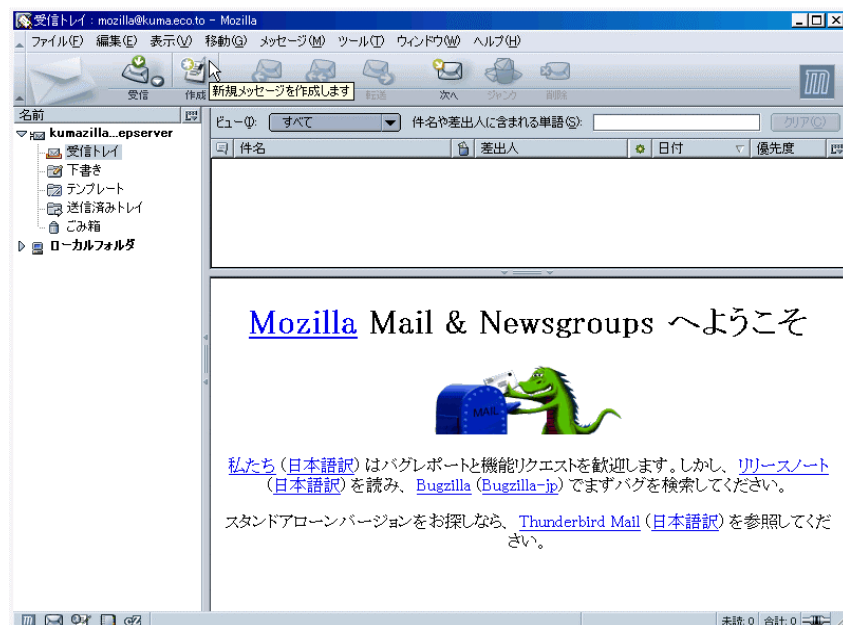 受信トレイ : mozilla@kuma.eco.to - Mozilla
ファイル(F) 編集(E) 表示(V) 移動(G) メッセージ(M) ツール(T) ウィンドウ(W) ヘルプ(H)
受信 作成 転送 次へ ジャンク 削除
新規メッセージを作成します
名前
ビュー(I): すべて 件名や差出人に含まれる単語(S): クリア(C)
件名 差出人 日付 優先度
kumazilla...epserver
受信トレイ
下書き
テンプレート
送信済みトレイ
ごみ箱
ローカルフォルダ
Mozilla Mail & Newsgroups へようこそ
MAIL
私たち (日本語訳) はバグレポートと機能リクエストを歓迎します。しかし、 リリースノート
(日本語訳) を読み、 Bugzilla (Bugzilla-jp) でまずバグを検索してください。
スタンドアローンバージョンをお探しなら、 Thunderbird Mail (日本語訳) を参照してくだ
さい。
未読: 0 合計: 0